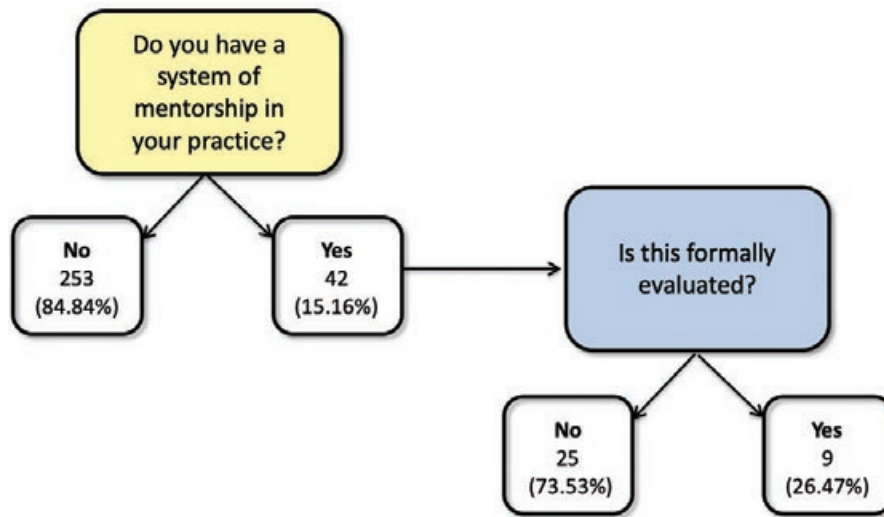 Do you have a
system of
mentorship in
your practice?
No
253
(84.84%)
Yes
42
(15.16%)
Is this formally
evaluated?
No
25
(73.53%)
Yes
9
(26.47%)